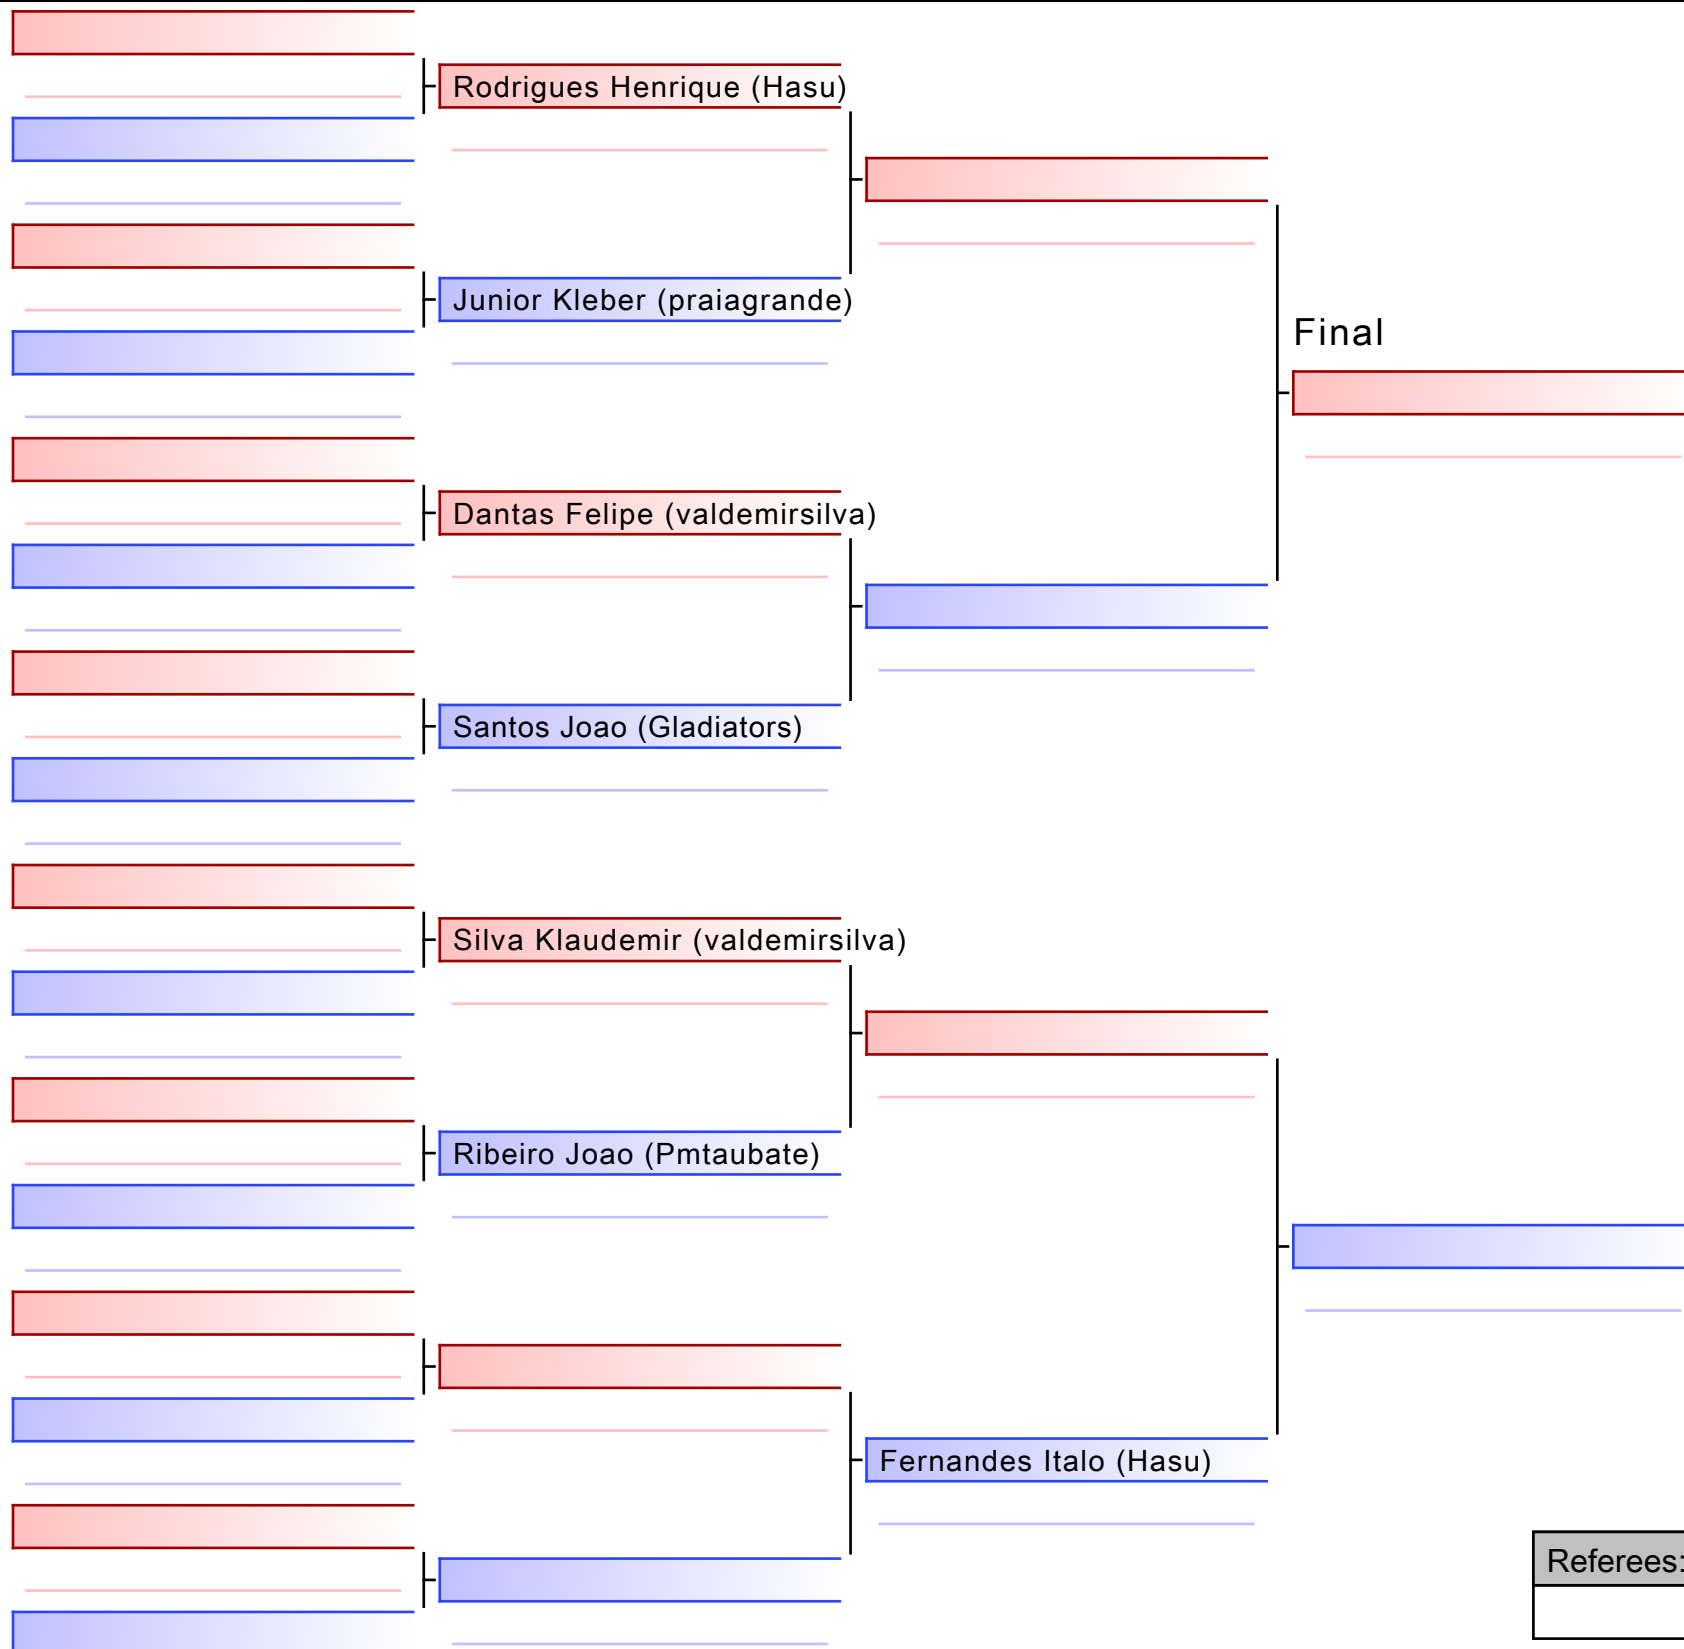 Rodrigues Henrique (Hasu)
Junior Kleber (praiagrande)
Final
Dantas Felipe (valdemirsilva)
Santos Joao (Gladiators)
Silva Klaudemir (valdemirsilva)
Ribeiro Joao (Pmtaubate)
Fernandes Italo (Hasu)
Referees: